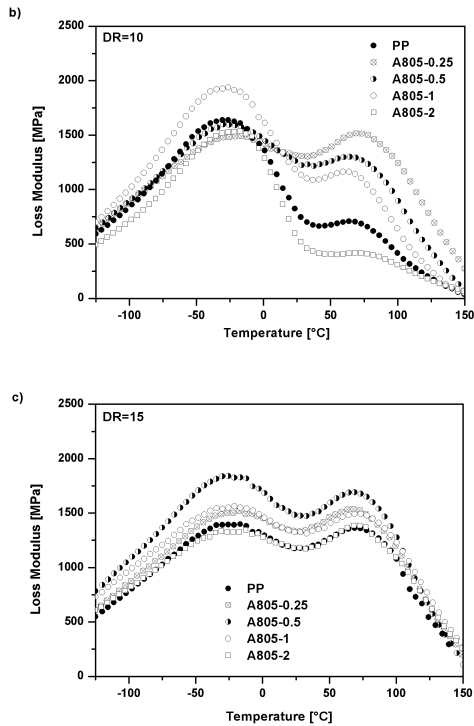 b)
2500
DR=10
PP
A805-0.25
A805-0.5
A805-1
A805-2
2000
1500
1000
500
0
Loss Modulus [MPa]
-100 -50 0 50 100 150
Temperature [°C]
c)
2500
DR=15
2000
1500
1000
500
0
Loss Modulus [MPa]
PP
A805-0.25
A805-0.5
A805-1
A805-2
-100 -50 0 50 100 150
Temperature [°C]